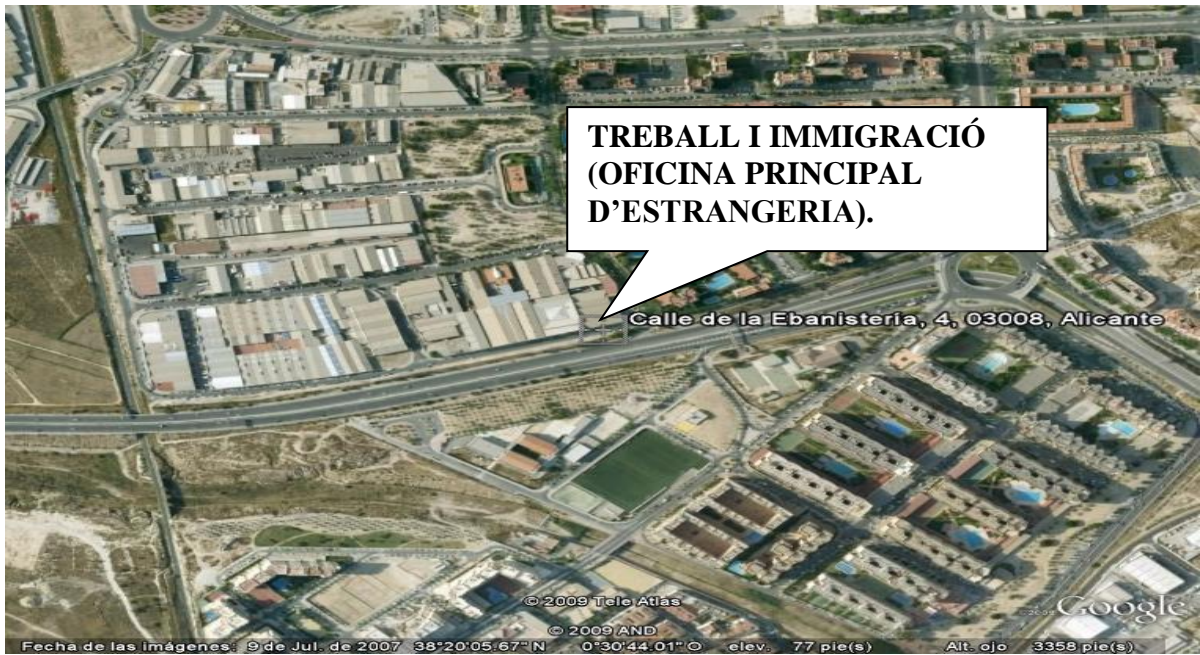 TREBALL I IMMIGRACIÓ
(OFICINA PRINCIPAL
D'ESTRANGERIA).
Calle de la Ebanistería, 4, 03008, Alicante
© 2009 Tele Atlas
© 2009 AND
Google
Fecha de las imágenes: 9 de Jul. de 2007 38°20'05.67" N 0°30'44.01" O elev. 77 pie(s) Alt. ojo 3358 pie(s)